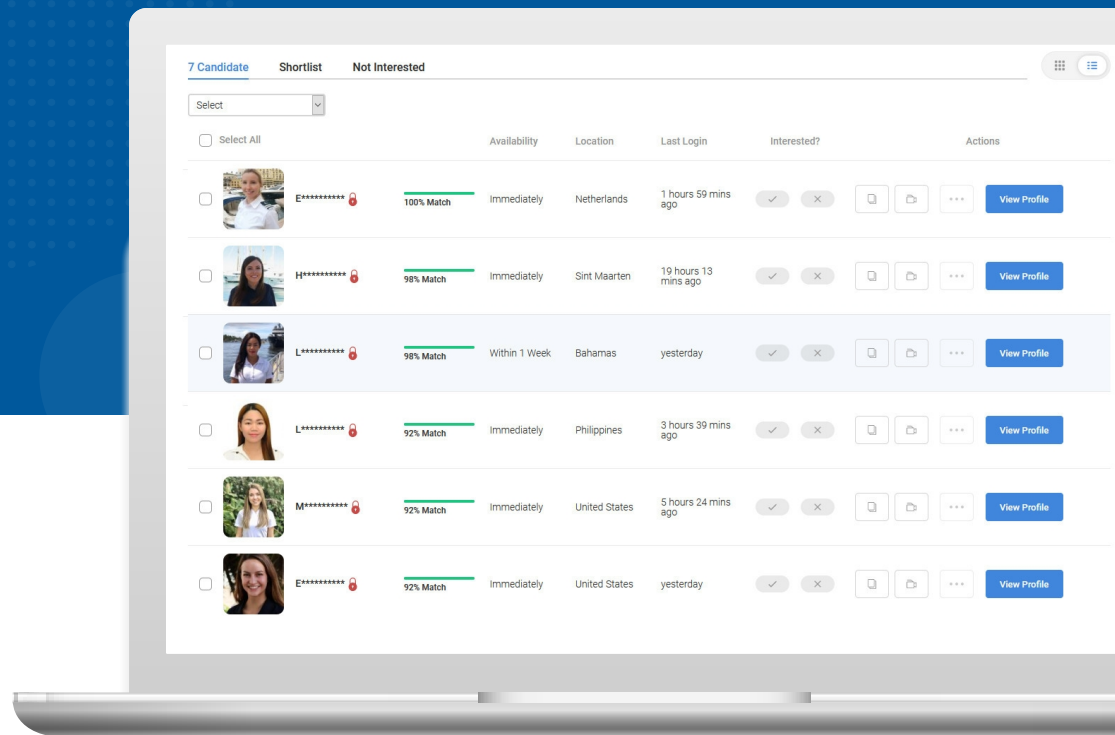 7 Candidate Shortlist Not Interested
Select
Select All Availability Location Last Login Interested? Actions
E********** 100% Match Immediately Netherlands 1 hours 59 mins ago View Profile
H********** 98% Match Immediately Sint Maarten 19 hours 13 mins ago View Profile
L********** 98% Match Within 1 Week Bahamas yesterday View Profile
L********** 92% Match Immediately Philippines 3 hours 39 mins ago View Profile
M********** 92% Match Immediately United States 5 hours 24 mins ago View Profile
E********** 92% Match Immediately United States yesterday View Profile